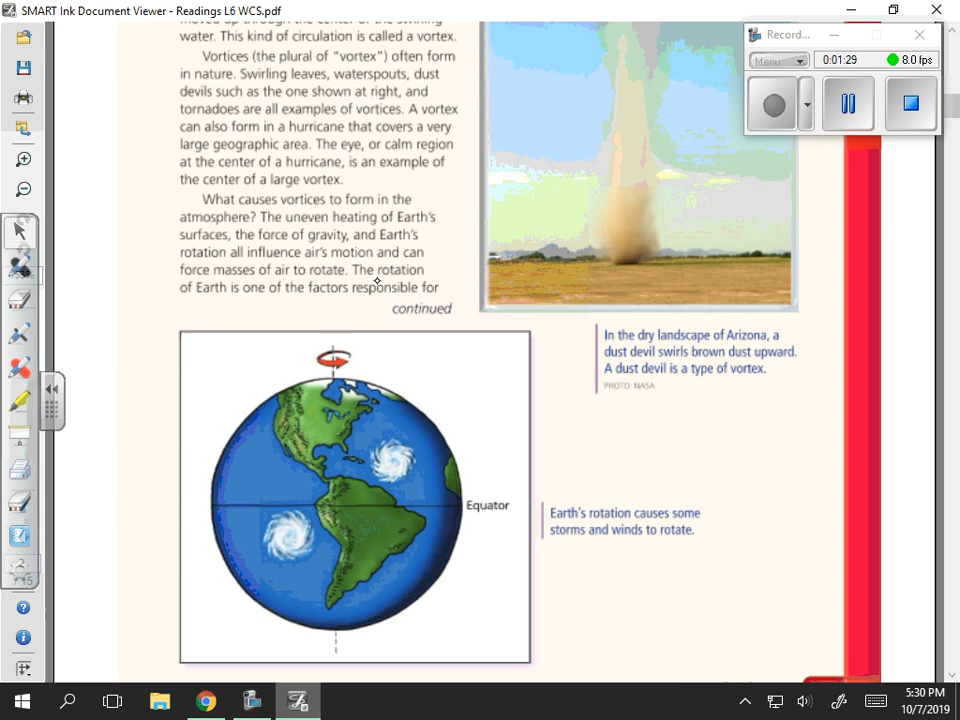 SMART Ink Document Viewer - Readings L6 WCS.pdf
moved up through the center of the swirling
water. This kind of circulation is called a vortex.
Vortices (the plural of “vortex”) often form
in nature. Swirling leaves, waterspouts, dust
devils such as the one shown at right, and
tornadoes are all examples of vortices. A vortex
can also form in a hurricane that covers a very
large geographic area. The eye, or calm region
at the center of a hurricane, is an example of
the center of a large vortex.
What causes vortices to form in the
atmosphere? The uneven heating of Earth’s
surfaces, the force of gravity, and Earth’s
rotation all influence air’s motion and can
force masses of air to rotate. The rotation
of Earth is one of the factors responsible for
continued
Record...
Menu
0:01:29
8.0 fps
In the dry landscape of Arizona, a
dust devil swirls brown dust upward.
A dust devil is a type of vortex.
PHOTO: NASA
Equator
Earth’s rotation causes some
storms and winds to rotate.
5:30 PM
10/7/2019